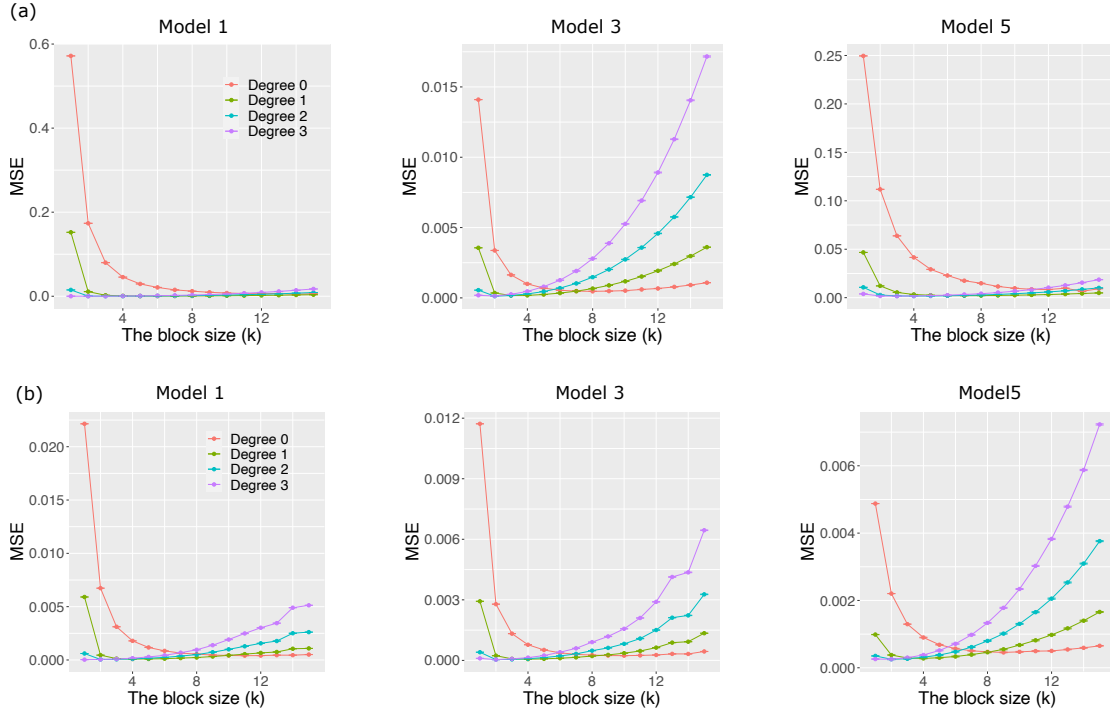 (a)
Model 1
Model 3
Model 5
MSE
0.6
0.4
0.2
0.0
Degree 0
Degree 1
Degree 2
Degree 3
4
8
12
The block size (k)
MSE
0.015
0.010
0.005
0.000
4
8
12
The block size (k)
MSE
0.25
0.20
0.15
0.10
0.05
0.00
4
8
12
The block size (k)
(b)
Model 1
Model 3
Model5
MSE
0.020
0.015
0.010
0.005
0.000
Degree 0
Degree 1
Degree 2
Degree 3
4
8
12
The block size (k)
MSE
0.012
0.009
0.006
0.003
0.000
4
8
12
The block size (k)
MSE
0.006
0.004
0.002
0.000
4
8
12
The block size (k)